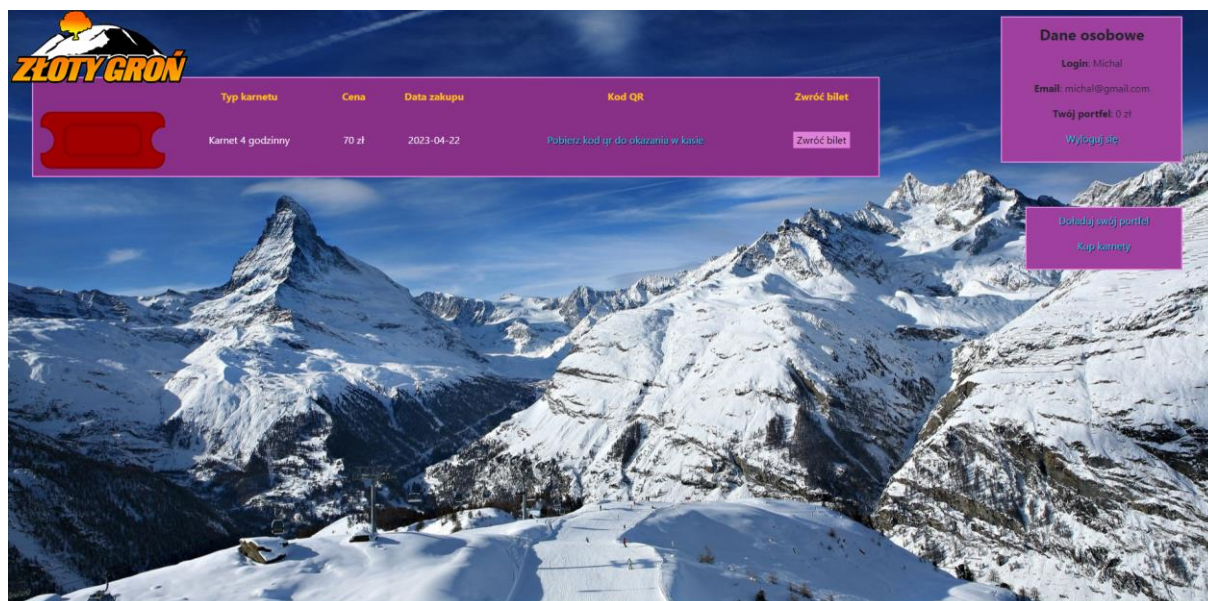 ZŁOTY GROŃ
Typ karnetu Cena Data zakupu Kod QR Zwróć bilet
Karnet 4 godzinny 70 zł 2023-04-22 Pobierz kod qr do okazania w kasie Zwróć bilet
Dane osobowe
Login: Michal
Email: michal@gmail.com
Twój portfel: 0 zł
Wyloguj się
Doładuj swój portfel
Kup karnety